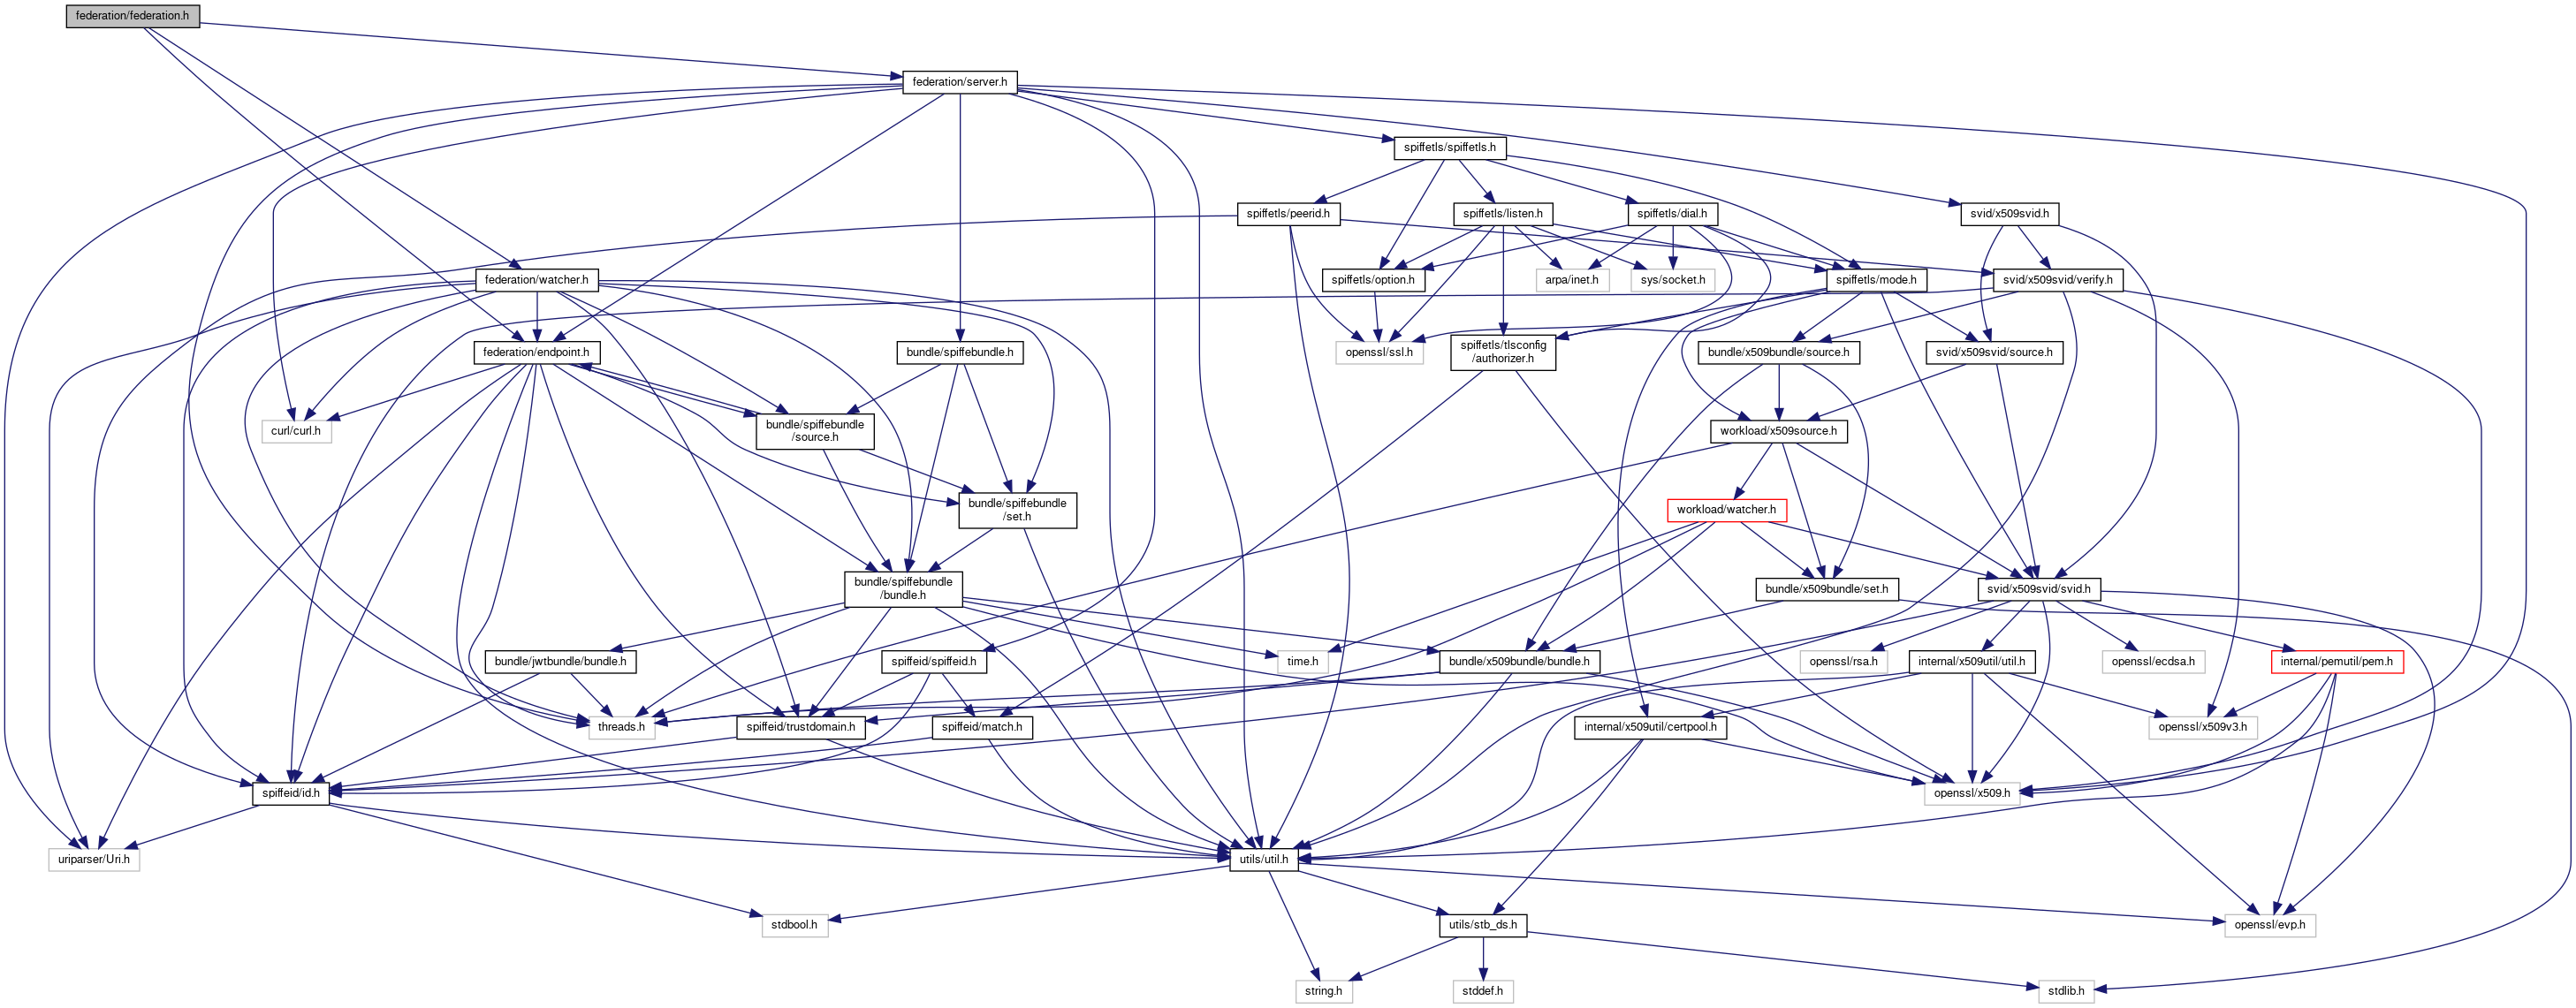 federation/federation.h
federation/server.h
spiffetls/spiffetls.h
spiffetls/peerid.h
spiffetls/listen.h
spiffetls/dial.h
svid/x509svid.h
federation/watcher.h
spiffetls/option.h
arpa/inet.h
sys/socket.h
spiffetls/mode.h
svid/x509svid/verify.h
federation/endpoint.h
bundle/spiffebundle.h
openssl/ssl.h
spiffetls/tlsconfig
/authorizer.h
bundle/x509bundle/source.h
svid/x509svid/source.h
curl/curl.h
bundle/spiffebundle
/source.h
workload/x509source.h
bundle/spiffebundle
/set.h
workload/watcher.h
bundle/spiffebundle
/bundle.h
bundle/x509bundle/set.h
svid/x509svid/svid.h
bundle/jwtbundle/bundle.h
spiffeid/spiffeid.h
time.h
bundle/x509bundle/bundle.h
openssl/rsa.h
internal/x509util/util.h
openssl/ecdsa.h
internal/pemutil/pem.h
threads.h
spiffeid/trustdomain.h
spiffeid/match.h
internal/x509util/certpool.h
openssl/x509v3.h
spiffeid/id.h
openssl/x509.h
uriparser/Uri.h
utils/util.h
stdbool.h
utils/stb_ds.h
openssl/evp.h
string.h
stddef.h
stdlib.h